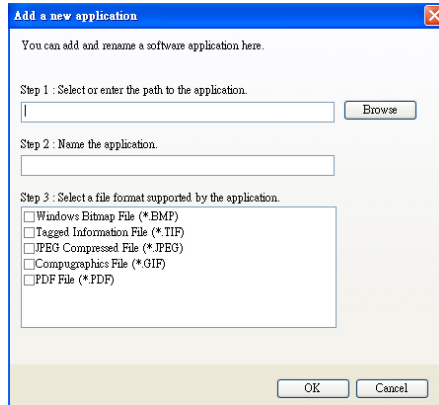 Add a new application
You can add and rename a software application here.
Step 1 : Select or enter the path to the application.
Browse
Step 2 : Name the application.
Step 3 : Select a file format supported by the application.
Windows Bitmap File (*.BMP)
Tagged Information File (*.TIF)
JPEG Compressed File (*.JPEG)
Compugraphics File (*.GIF)
PDF File (*.PDF)
OK Cancel